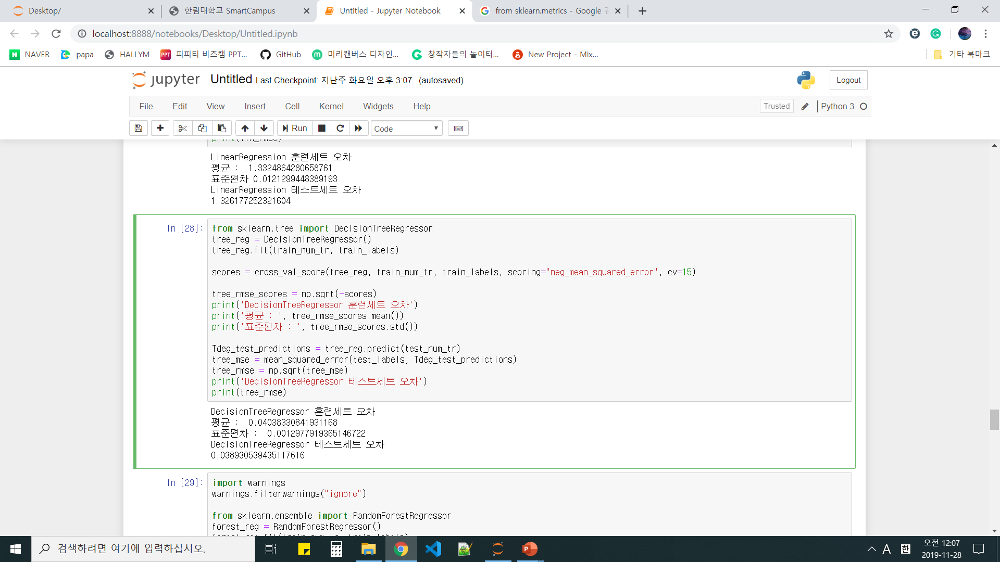 Desktop/
한림대학교 SmartCampus
Untitled - Jupyter Notebook
from sklearn.metrics - Google
localhost:8888/notebooks/Desktop/Untitled.ipynb
NAVER
papa
HALLYM
PPT
피피티 비즈캠 PPT...
GitHub
미리캔버스 디자인...
창작자들의 놀이터...
New Project - Mix...
기타 북마크
jupyter Untitled Last Checkpoint: 지난주 화요일 오후 3:07 (autosaved)
Logout
File Edit View Insert Cell Kernel Widgets Help
Trusted
Python 3
Run
Code
LinearRegression 훈련세트 오차
평균 :  1.3324864280658761
표준편차 0.0121299448389193
LinearRegression 테스트세트 오차
1.326177252321604
In [28]:
from sklearn.tree import DecisionTreeRegressor
tree_reg = DecisionTreeRegressor()
tree_reg.fit(train_num_tr, train_labels)
scores = cross_val_score(tree_reg, train_num_tr, train_labels, scoring="neg_mean_squared_error", cv=15)
tree_rmse_scores = np.sqrt(-scores)
print('DecisionTreeRegressor 훈련세트 오차')
print('평균 : ', tree_rmse_scores.mean())
print('표준편차 : ', tree_rmse_scores.std())
Tdeg_test_predictions = tree_reg.predict(test_num_tr)
tree_mse = mean_squared_error(test_labels, Tdeg_test_predictions)
tree_rmse = np.sqrt(tree_mse)
print('DecisionTreeRegressor 테스트세트 오차')
print(tree_rmse)
DecisionTreeRegressor 훈련세트 오차
평균 :  0.04038330841931168
표준편차 :  0.0012977919365146722
DecisionTreeRegressor 테스트세트 오차
0.038930539435117616
In [29]:
import warnings
warnings.filterwarnings("ignore")
from sklearn.ensemble import RandomForestRegressor
forest_reg = RandomForestRegressor()
검색하려면 여기에 입력하십시오.
A
한
오전 12:07
2019-11-28